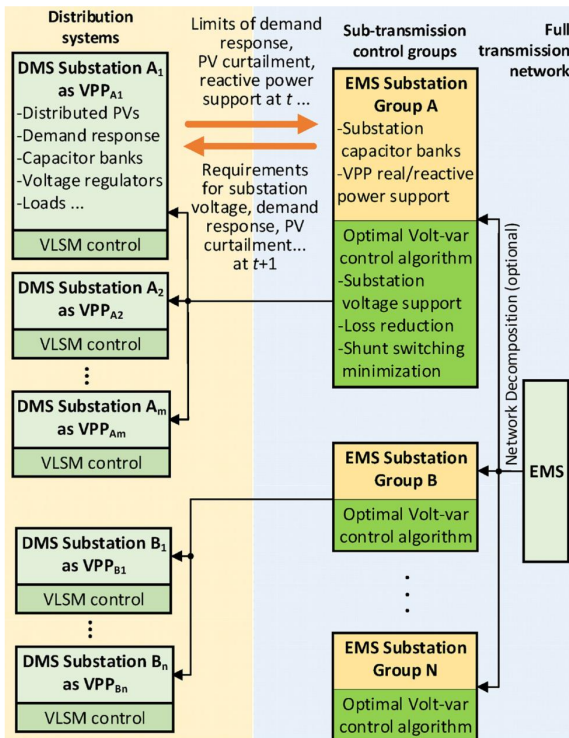 Distribution
systems
DMS Substation A1
as VPPA1
-Distributed PVs
-Demand response
-Capacitor banks
-Voltage regulators
-Loads ...
VLSM control
DMS Substation A2
as VPPA2
VLSM control
DMS Substation Am
as VPPAm
VLSM control
DMS Substation B1
as VPPB1
VLSM control
DMS Substation Bn
as VPPBn
VLSM control
Limits of demand
response,
PV curtailment,
reactive power
support at t ...
Requirements
for substation
voltage, demand
response, PV
curtailment...
at t+1
Sub-transmission
control groups
EMS Substation
Group A
-Substation
capacitor banks
-VPP real/reactive
power support
Optimal Volt-var
control algorithm
-Substation
voltage support
-Loss reduction
-Shunt switching
minimization
EMS Substation
Group B
Optimal Volt-var
control algorithm
EMS Substation
Group N
Optimal Volt-var
control algorithm
Full
transmission
network
Network Decomposition (optional)
EMS